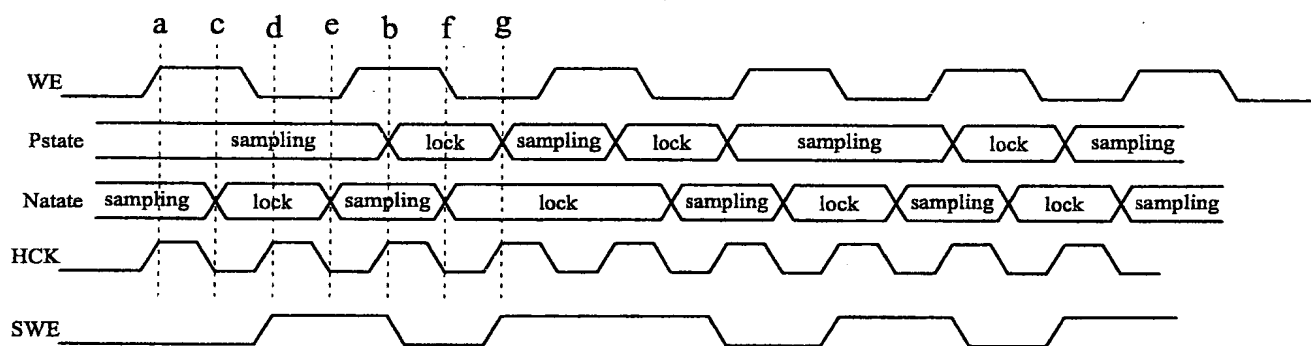 a c d e b f g
WE
Pstate sampling lock sampling lock sampling lock sampling
Natate sampling lock sampling lock sampling lock sampling lock sampling
HCK
SWE